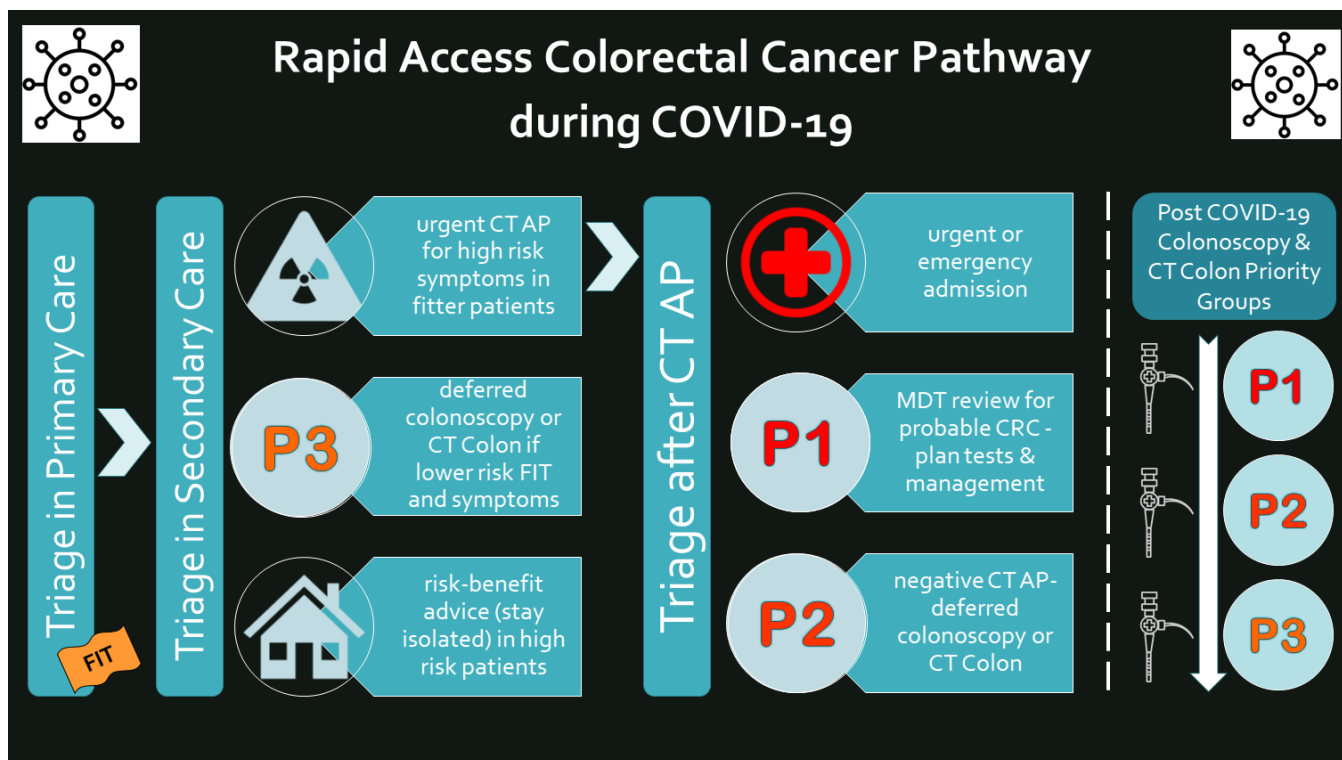 Rapid Access Colorectal Cancer Pathway
during COVID-19
Triage in Primary Care
FIT
Triage in Secondary Care
urgent CT AP
for high risk
symptoms in
fitter patients
P3
deferred
colonoscopy or
CT Colon if
lower risk FIT
and symptoms
risk-benefit
advice (stay
isolated) in high
risk patients
Triage after CT AP
urgent or
emergency
admission
P1
MDT review for
probable CRC -
plan tests &
management
P2
negative CT AP-
deferred
colonoscopy or
CT Colon
Post COVID-19
Colonoscopy &
CT Colon Priority
Groups
P1
P2
P3